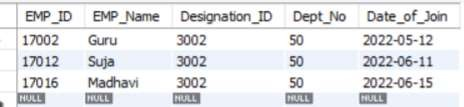 EMP_ID EMP_Name Designation_ID Dept_No Date_of_Join
17002 Guru 3002 50 2022-05-12
17012 Suja 3002 50 2022-06-11
17016 Madhavi 3002 50 2022-06-15
NULL NULL NULL NULL NULL